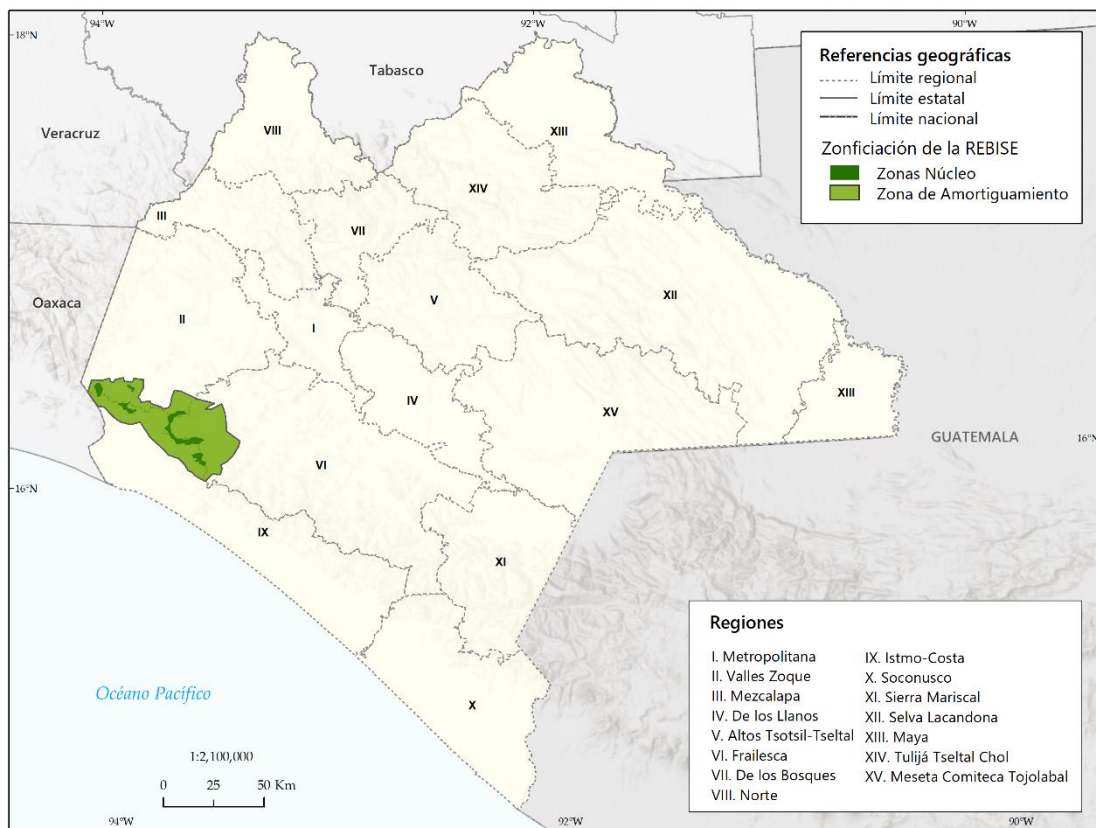 94°W
92°W
90°W
18°N
Tabasco
Veracruz
Oaxaca
GUATEMALA
16°N
16°N
VIII
XIII
XIV
III
VII
V
XII
II
I
IV
XV
XIII
VI
IX
XI
X
Océano Pacífico
1:2,100,000
0 25 50 Km
94°W
92°W
90°W
Referencias geográficas
Límite regional
Límite estatal
Límite nacional
Zonficiación de la REBISE
Zonas Núcleo
Zona de Amortiguamiento
Regiones
I. Metropolitana
II. Valles Zoque
III. Mezcalapa
IV. De los Llanos
V. Altos Tsotsil-Tseltal
VI. Frailesca
VII. De los Bosques
VIII. Norte
IX. Istmo-Costa
X. Soconusco
XI. Sierra Mariscal
XII. Selva Lacandona
XIII. Maya
XIV. Tulijá Tseltal Chol
XV. Meseta Comiteca Tojolabal